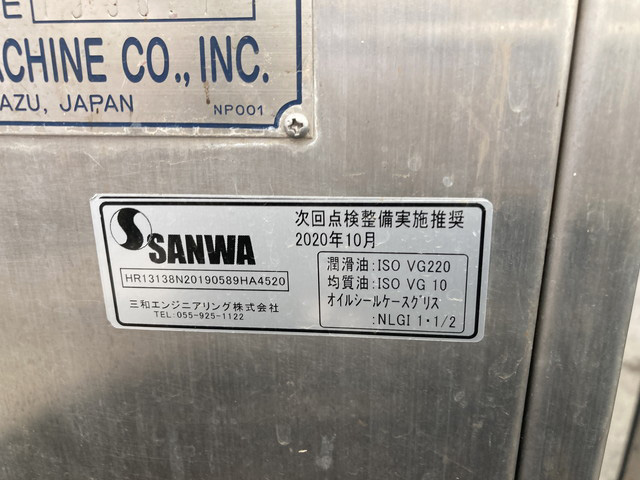 ACHINE CO., INC.
AZU, JAPAN
NP001
SANWA
HR13138N20190589HA4520
三和エンジニアリング株式会社
TEL:055-925-1122
次回点検整備実施推奨
2020年10月
潤滑油:ISO VG220
均質油:ISO VG 10
オイルシールケースグリス
:NLGI 1・1/2